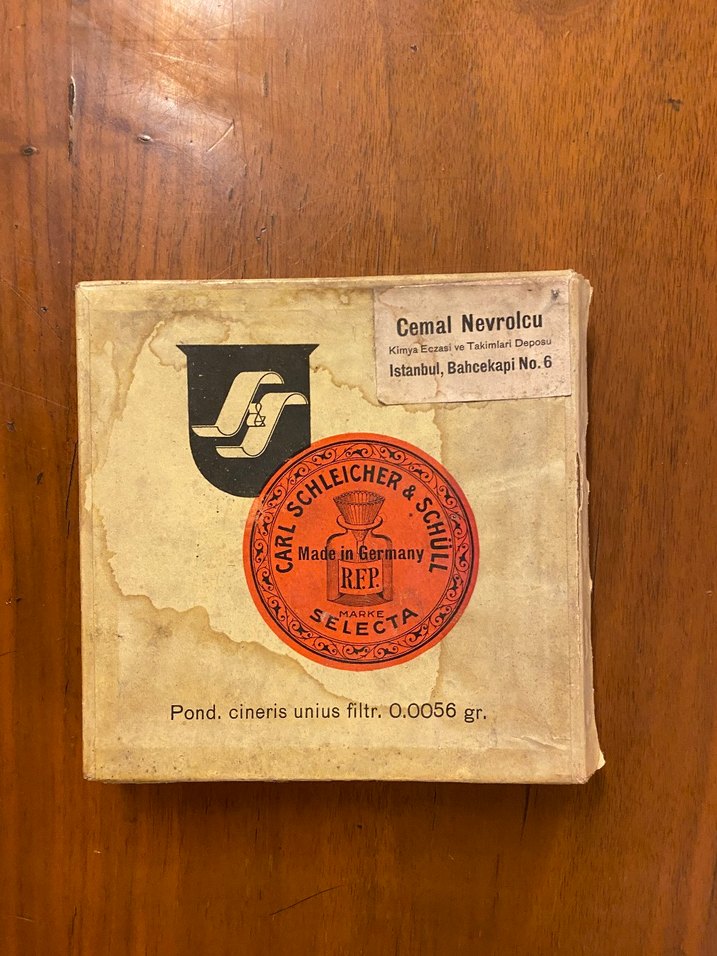 Cemal Nevrolcu
Kimya Eczasi ve Takimlari Deposu
Istanbul, Bahcekapi No. 6
&
CARL SCHLEICHER & SCHÜLL
Made in Germany
R.F.P.
MARKE
SELECTA
Pond. cineris unius filtr. 0.0056 gr.